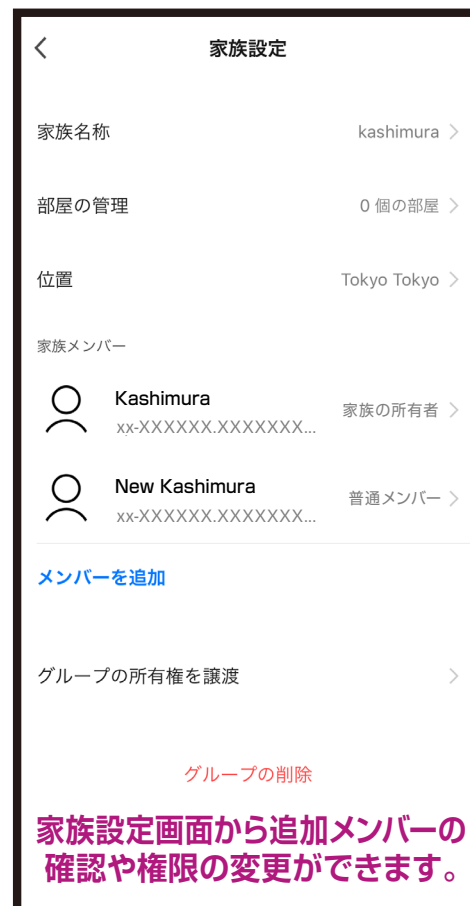 家族設定
家族名称 kashimura
部屋の管理 0 個の部屋
位置 Tokyo Tokyo
家族メンバー
Kashimura 家族の所有者
xx-XXXXXX.XXXXXXX...
New Kashimura 普通メンバー
xx-XXXXXX.XXXXXXX...
メンバーを追加
グループの所有権を譲渡
グループの削除
家族設定画面から追加メンバーの
確認や権限の変更ができます。